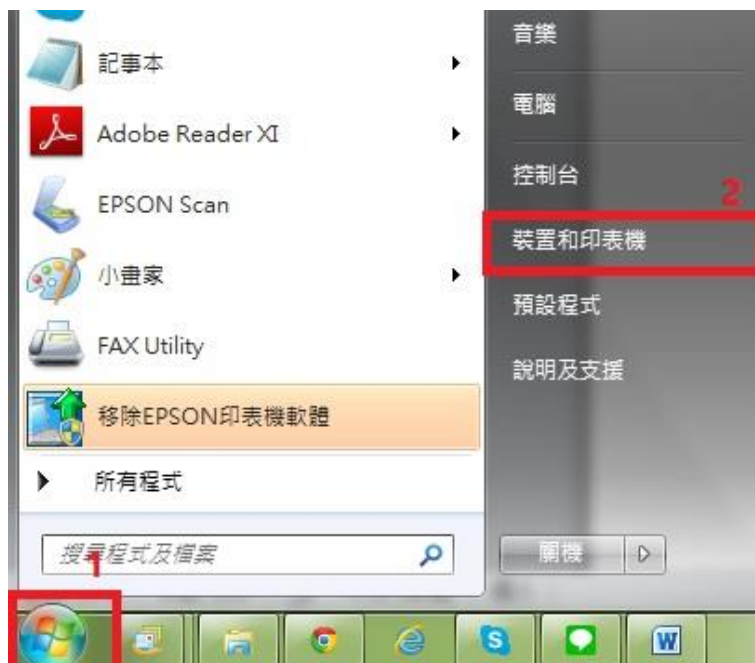 記事本
Adobe Reader XI
EPSON Scan
小畫家
FAX Utility
移除EPSON印表機軟體
所有程式
搜尋程式及檔案
1
音樂
電腦
控制台
2
裝置和印表機
預設程式
說明及支援
關機
S
W